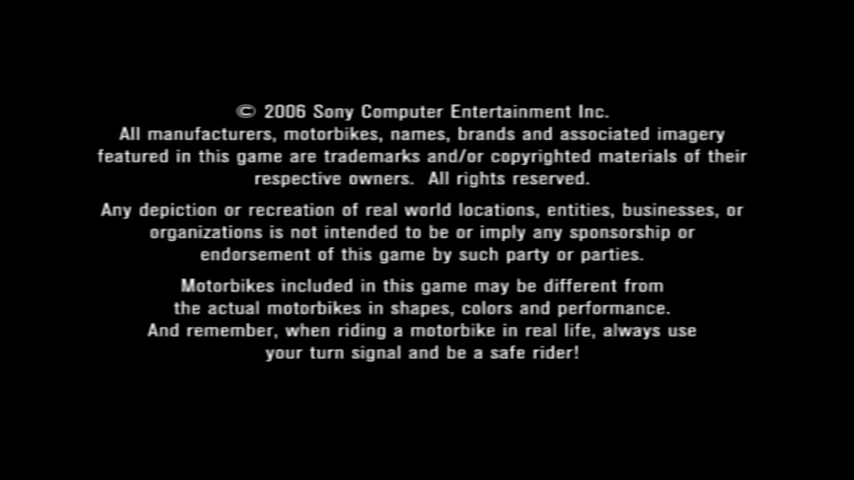 © 2006 Sony Computer Entertainment Inc.
All manufacturers, motorbikes, names, brands and associated imagery
featured in this game are trademarks and/or copyrighted materials of their
respective owners. All rights reserved.
Any depiction or recreation of real world locations, entities, businesses, or
organizations is not intended to be or imply any sponsorship or
endorsement of this game by such party or parties.
Motorbikes included in this game may be different from
the actual motorbikes in shapes, colors and performance.
And remember, when riding a motorbike in real life, always use
your turn signal and be a safe rider!